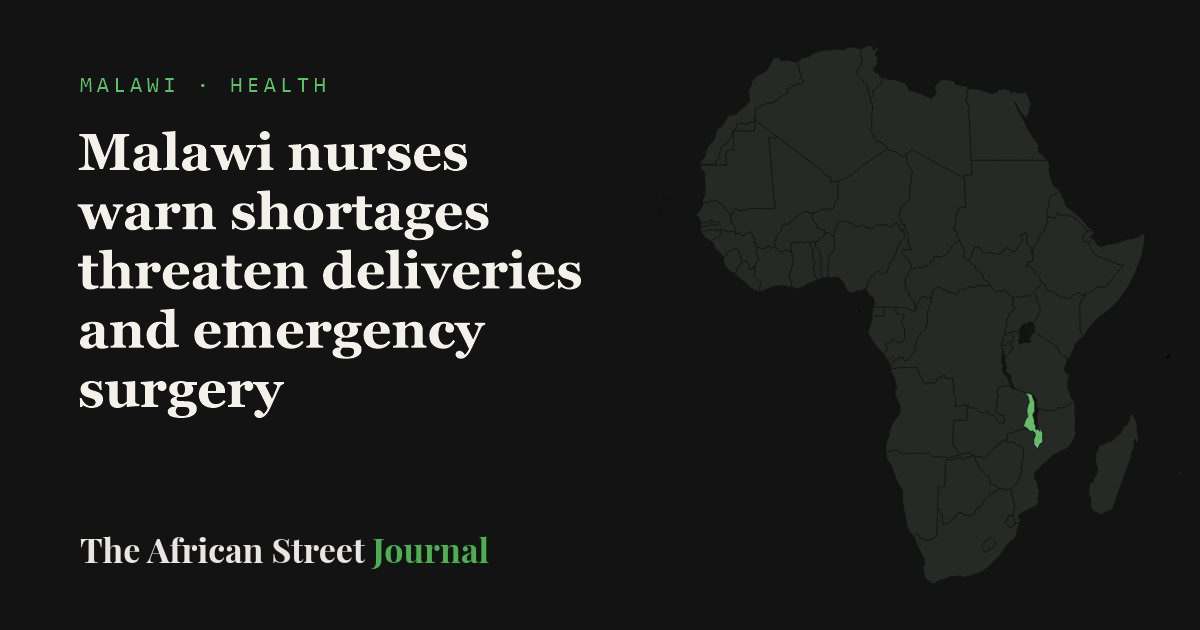 MALAWI · HEALTH
Malawi nurses
warn shortages
threaten deliveries
and emergency
surgery
The African Street Journal